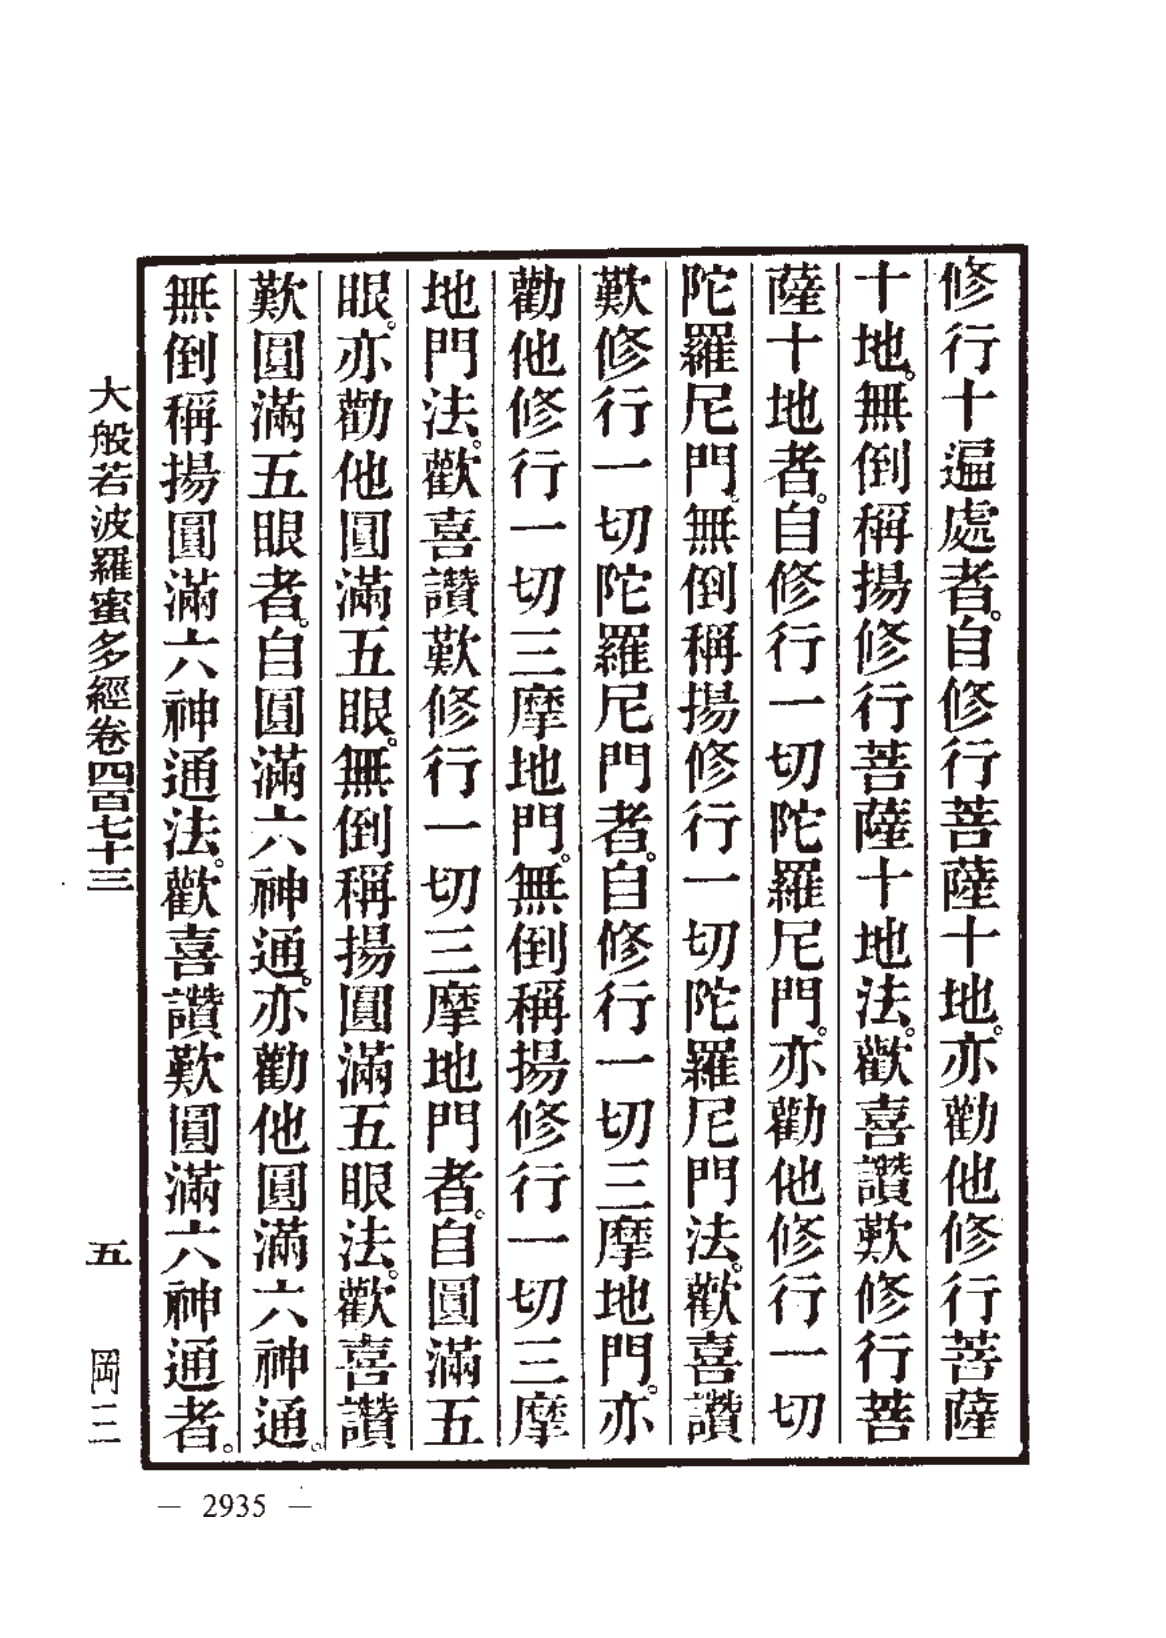 修行十遍處者。自修行菩薩十地。亦勸他修行菩薩
十地。無倒稱揚修行菩薩十地法。歡喜讚歎修行菩
薩十地者。自修行一切陀羅尼門。亦勸他修行一切
陀羅尼門。無倒稱揚修行一切陀羅尼門法。歡喜讚
歎修行一切陀羅尼門者。自修行一切三摩地門。亦
勸他修行一切三摩地門。無倒稱揚修行一切三摩
地門法。歡喜讚歎修行一切三摩地門者。自圓滿五
眼。亦勸他圓滿五眼。無倒稱揚圓滿五眼法。歡喜讚
歎圓滿五眼者。自圓滿六神通。亦勸他圓滿六神通。
無倒稱揚圓滿六神通法。歡喜讚歎圓滿六神通者。
大般若波羅蜜多經卷四百七十三 五 岡三
— 2935 —